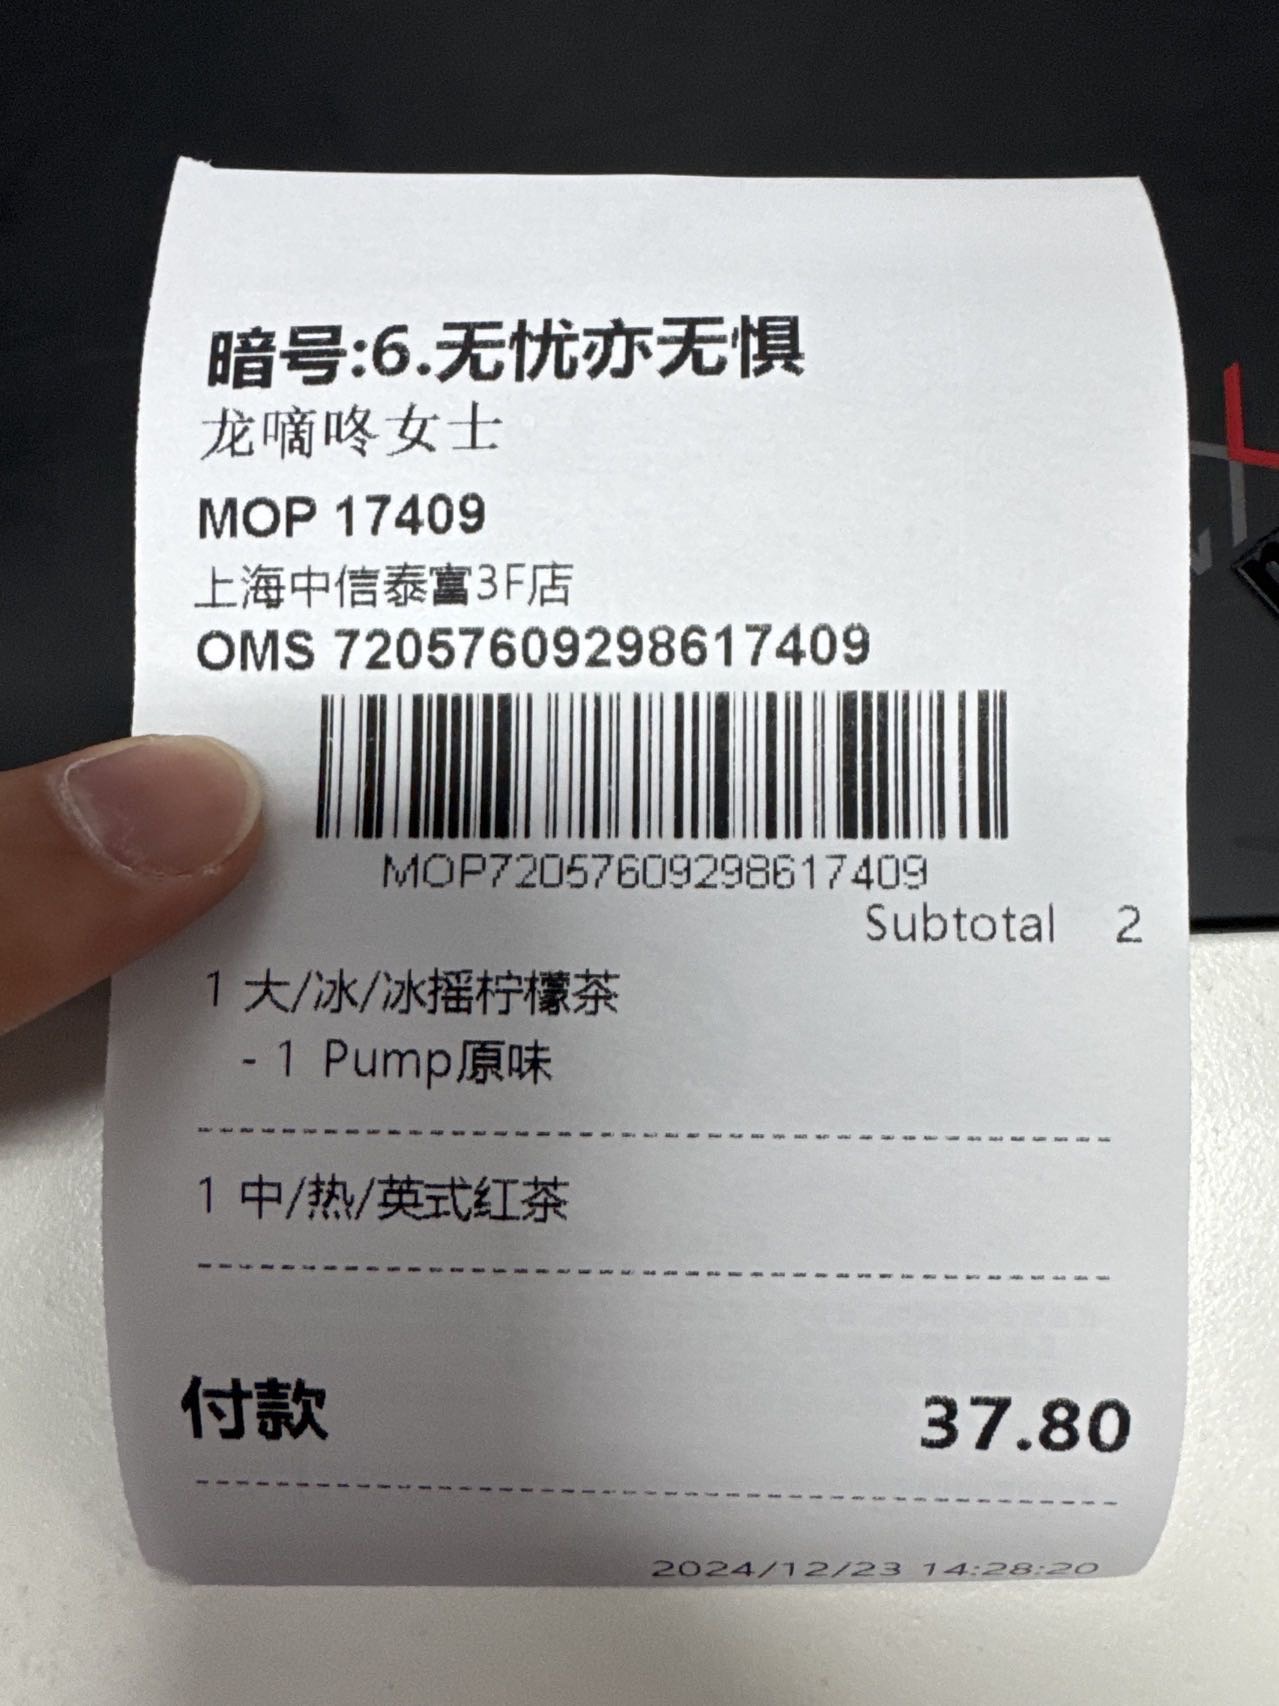 暗号:6.无忧亦无惧
龙嘀咚女士
MOP 17409
上海中信泰富3F店
OMS 72057609298617409
MOP72057609298617409
Subtotal 2
1 大/冰/冰摇柠檬茶
- 1 Pump原味
1 中/热/英式红茶
付款 37.80
2024/12/23 14:28:20